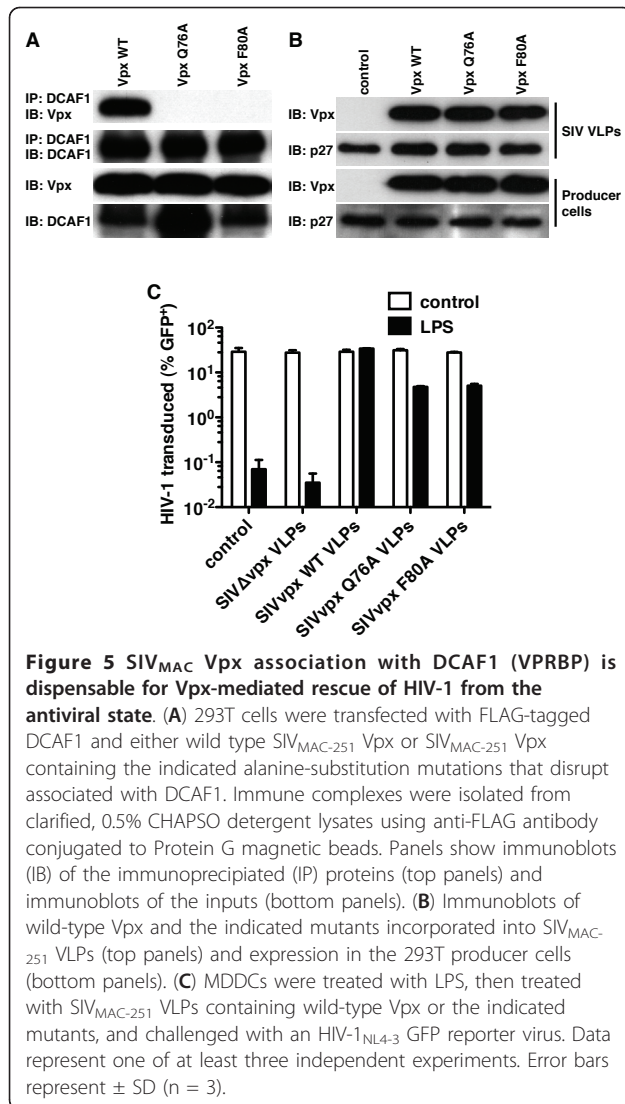 A
Vpx WT
Vpx Q76A
Vpx F80A
IP: DCAF1
IB: Vpx
IP: DCAF1
IB: DCAF1
IB: Vpx
IB: DCAF1
B
control
Vpx WT
Vpx Q76A
Vpx F80A
IB: Vpx
IB: p27
SIV VLPs
IB: Vpx
IB: p27
Producer
cells
C
control
LPS
HIV-1 transduced (% GFP+)
10²
10¹
10⁰
10⁻¹
10⁻²
control
SIVΔvpx VLPs
SIVvpx WT VLPs
SIVvpx Q76A VLPs
SIVvpx F80A VLPs
Figure 5 SIVMAC Vpx association with DCAF1 (VPRBP) is
dispensable for Vpx-mediated rescue of HIV-1 from the
antiviral state. (A) 293T cells were transfected with FLAG-tagged
DCAF1 and either wild type SIVMAC-251 Vpx or SIVMAC-251 Vpx
containing the indicated alanine-substitution mutations that disrupt
associated with DCAF1. Immune complexes were isolated from
clarified, 0.5% CHAPSO detergent lysates using anti-FLAG antibody
conjugated to Protein G magnetic beads. Panels show immunoblots
(IB) of the immunoprecipiated (IP) proteins (top panels) and
immunoblots of the inputs (bottom panels). (B) Immunoblots of
wild-type Vpx and the indicated mutants incorporated into SIVMAC-
251 VLPs (top panels) and expression in the 293T producer cells
(bottom panels). (C) MDDCs were treated with LPS, then treated
with SIVMAC-251 VLPs containing wild-type Vpx or the indicated
mutants, and challenged with an HIV-1NL4-3 GFP reporter virus. Data
represent one of at least three independent experiments. Error bars
represent ± SD (n = 3).